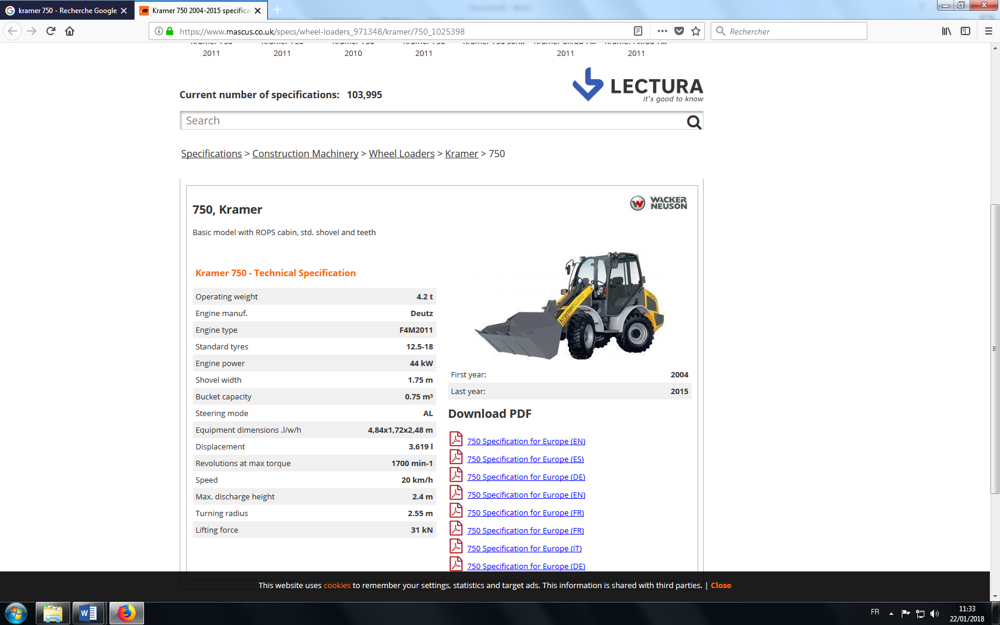 kramer 750 - Recherche Google
Kramer 750 2004-2015 specifica
https://www.mascus.co.uk/specs/wheel-loaders_971348/kramer/750_1025398
Rechercher
2011 2011 2010 2011 2011 2011
LECTURA
it's good to know
Current number of specifications: 103,995
Search
Specifications > Construction Machinery > Wheel Loaders > Kramer > 750
WACKER
NEUSON
750, Kramer
Basic model with ROPS cabin, std. shovel and teeth
Kramer 750 - Technical Specification
Operating weight 4.2 t
Engine manuf. Deutz
Engine type F4M2011
Standard tyres 12.5-18
Engine power 44 kW
Shovel width 1.75 m
Bucket capacity 0.75 m³
Steering mode AL
Equipment dimensions .l/w/h 4,84x1,72x2,48 m
Displacement 3.619 l
Revolutions at max torque 1700 min-1
Speed 20 km/h
Max. discharge height 2.4 m
Turning radius 2.55 m
Lifting force 31 kN
kramer ALLRAD
First year: 2004
Last year: 2015
Download PDF
750 Specification for Europe (EN)
750 Specification for Europe (ES)
750 Specification for Europe (DE)
750 Specification for Europe (EN)
750 Specification for Europe (FR)
750 Specification for Europe (FR)
750 Specification for Europe (IT)
750 Specification for Europe (DE)
This website uses cookies to remember your settings, statistics and target ads. This information is shared with third parties. | Close
FR
11:33
22/01/2018